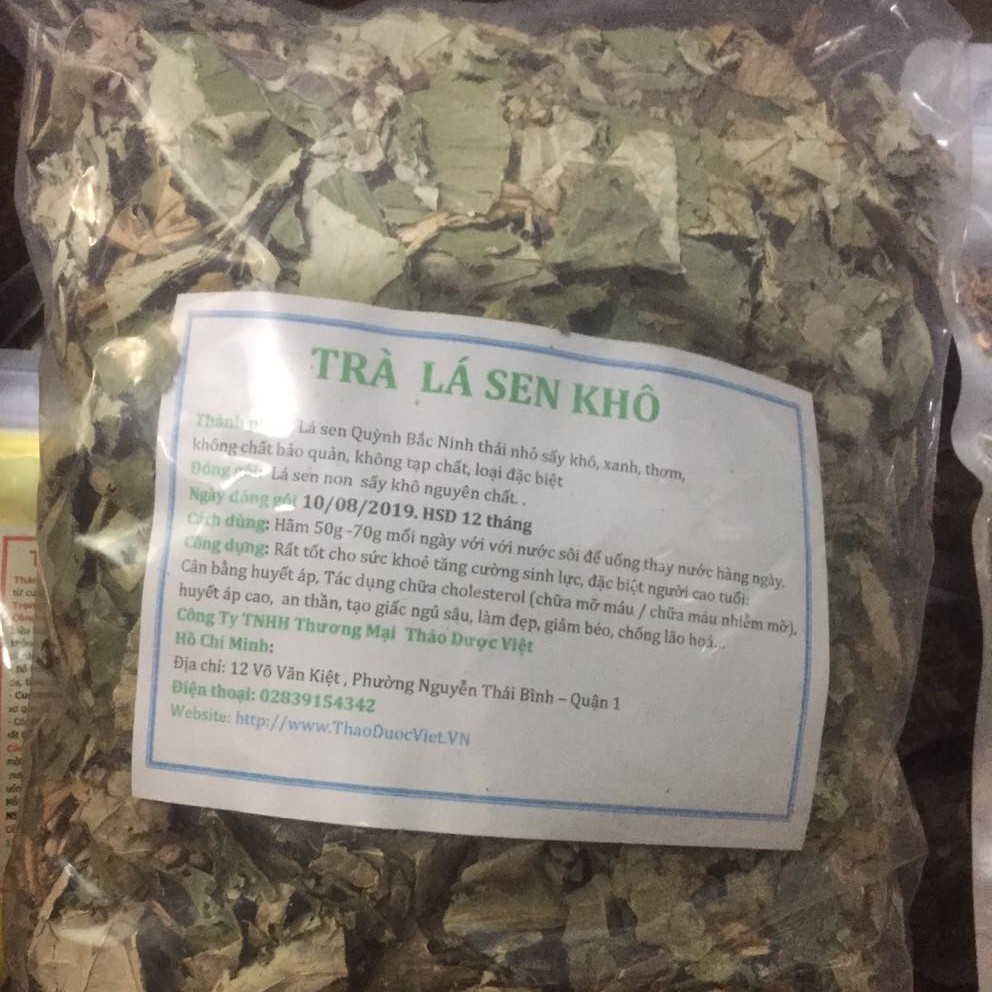 TRÀ LÁ SEN KHÔ
Thành Lá sen Quỳnh Bắc Ninh thái nhỏ sấy khô, xanh, thơm,
không chất bảo quản, không tạp chất, loại đặc biệt
Đóng gói: Lá sen non sấy khô nguyên chất. .
Ngày đóng gói 10/08/2019. HSD 12 tháng
Cách dùng: Hãm 50g -70g mỗi ngày với với nước sôi để uống thay nước hàng ngày.
Công dụng: Rất tốt cho sức khoẻ tăng cường sinh lực, đặc biệt người cao tuổi.
Cân bằng huyết áp, Tác dụng chữa cholesterol (chữa mỡ máu / chữa máu nhiễm mỡ),
huyết áp cao, an thần, tạo giấc ngủ sậu, làm đẹp, giảm béo, chống lão hoá...
Công Ty TNHH Thương Mại Thảo Dược Việt
Hồ Chí Minh:
Địa chỉ: 12 Võ Văn Kiệt , Phường Nguyễn Thái Bình – Quận 1
Điện thoại: 02839154342
Website: http://www.ThaoDuocViet.VN